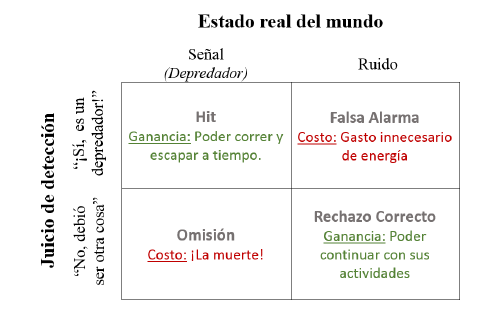 Estado real del mundo
Señal
(Depredador)
Ruido
Juicio de detección
“¡Sí,  es un
depredador!”
Hit
Ganancia: Poder correr y
escapar a tiempo.
Falsa Alarma
Costo: Gasto innecesario
de energía
“No, debió
ser otra cosa”
Omisión
Costo: ¡La muerte!
Rechazo Correcto
Ganancia: Poder
continuar con sus
actividades